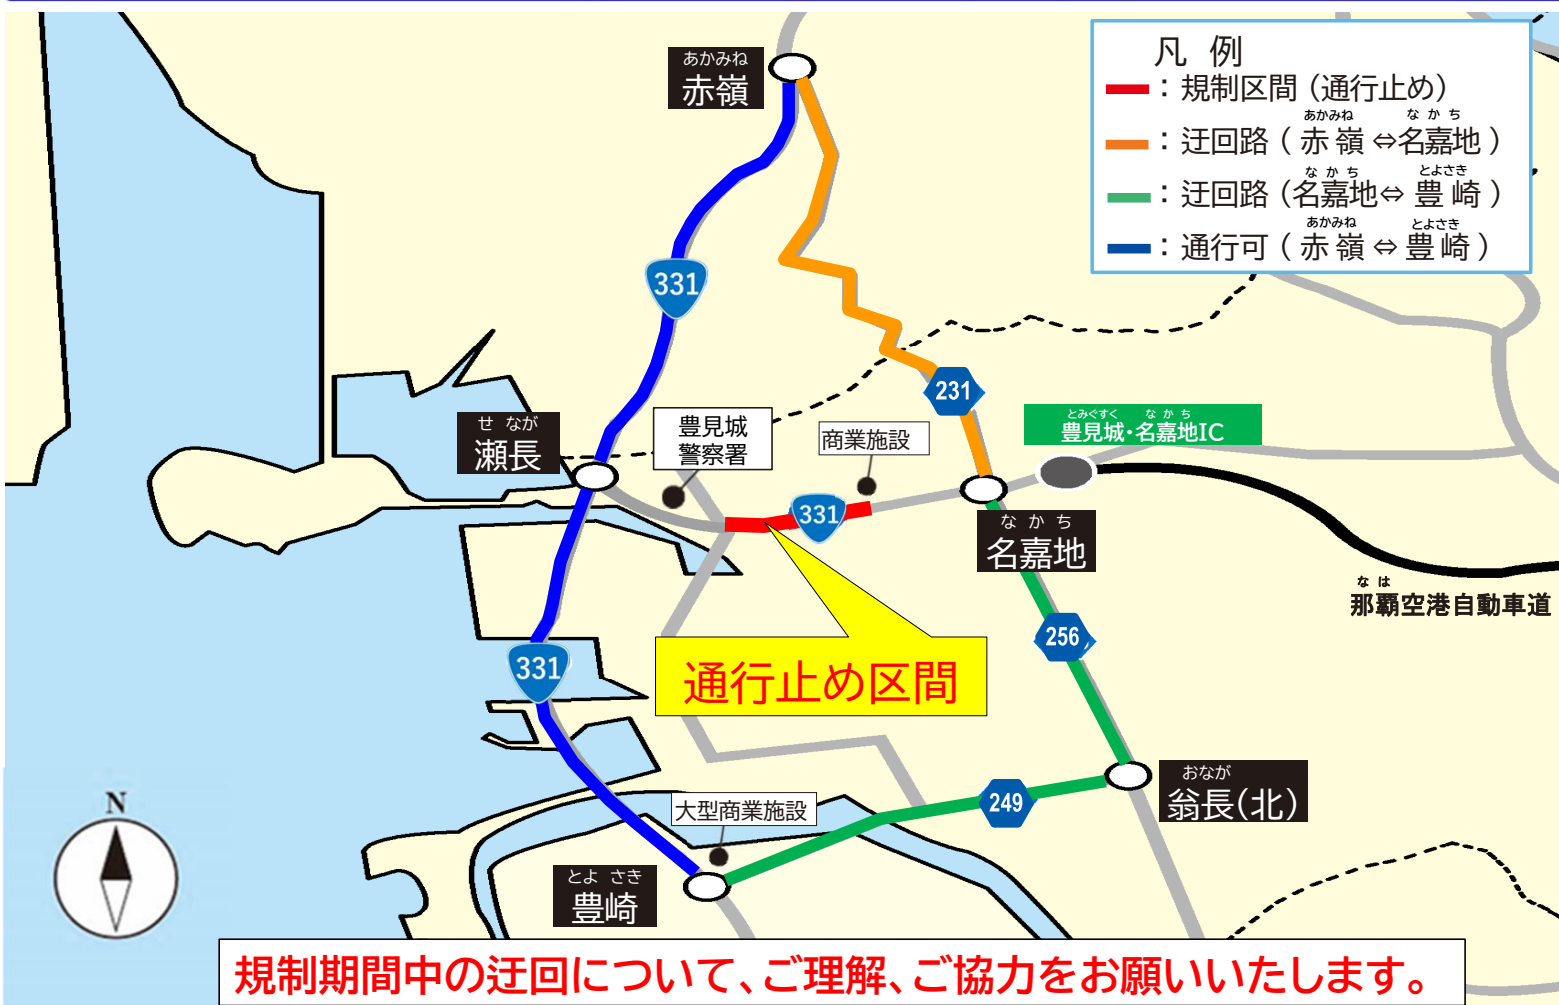 凡 例
：規制区間（通行止め）
あかみね なかち
：迂回路（赤嶺⇔名嘉地）
なかち とよさき
：迂回路（名嘉地⇔豊崎）
あかみね とよさき
：通行可（赤嶺⇔豊崎）
あかみね
赤嶺
331
231
とみぐすく なかち
豊見城・名嘉地IC
せ なが
瀬長
豊見城
警察署
商業施設
331
なかち
名嘉地
なは
那覇空港自動車道
通行止め区間
256
331
おなが
翁長(北)
249
大型商業施設
とよ さき
豊崎
N
規制期間中の迂回について、ご理解、ご協力をお願いいたします。